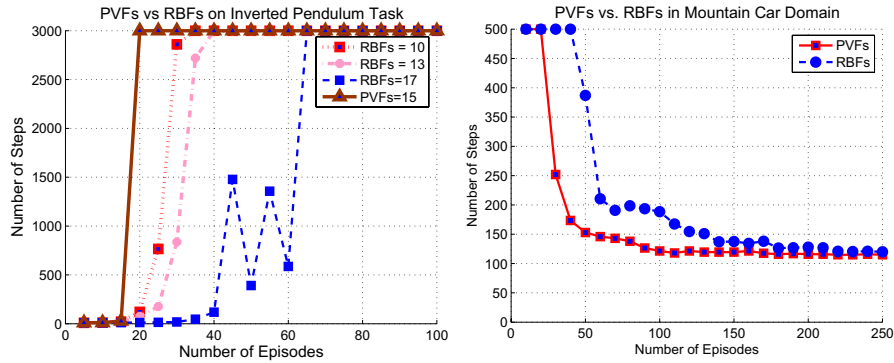 PVFs vs RBFs on Inverted Pendulum Task
3000
2500
2000
1500
1000
500
0
0
20
40
60
80
100
Number of Steps
Number of Episodes
RBFs = 10
RBFs = 13
RBFs=17
PVFs=15
PVFs vs. RBFs in Mountain Car Domain
500
450
400
350
300
250
200
150
100
50
0
0
50
100
150
200
250
Number of Steps
Number of Episodes
PVFs
RBFs